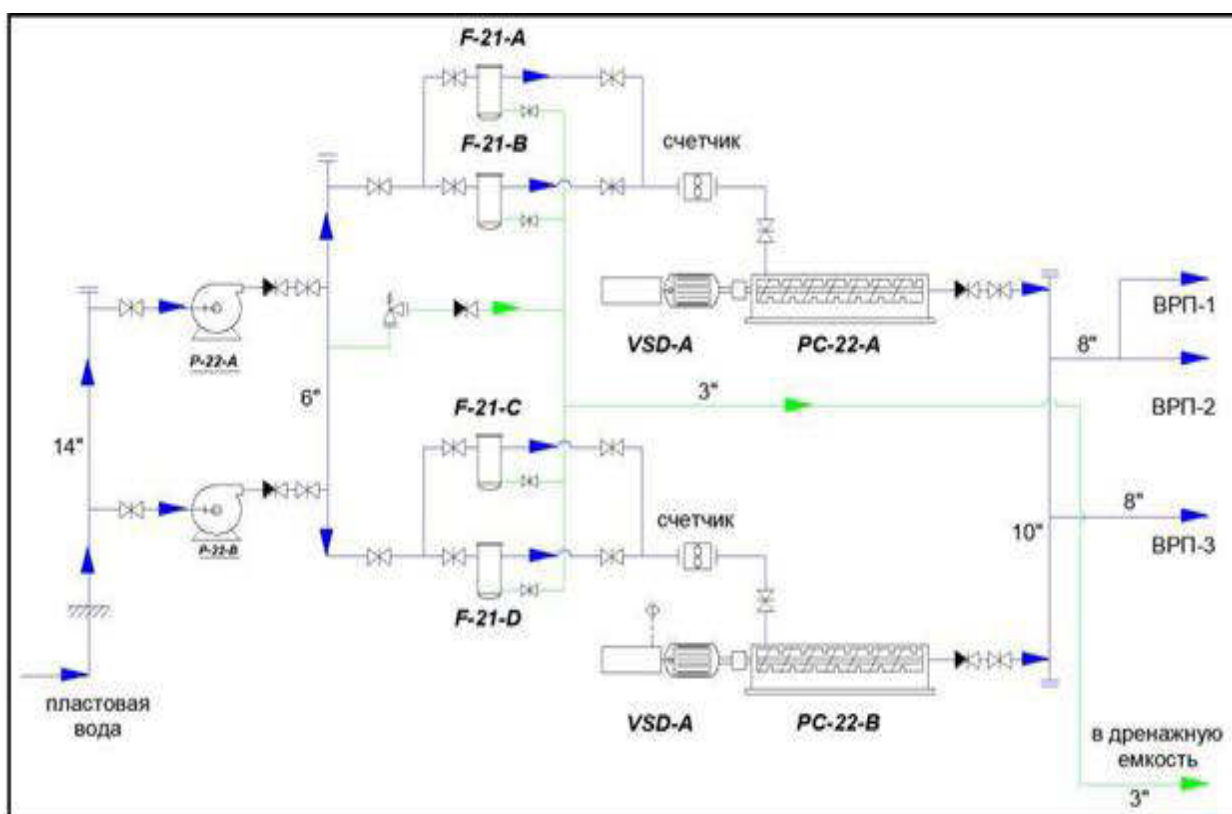 F-21-A
F-21-B
счетчик
P-22-A
VSD-A
PC-22-A
ВРП-1
8"
6"
3"
ВРП-2
F-21-C
14"
счетчик
8"
10"
ВРП-3
P-22-B
F-21-D
пластовая
вода
VSD-A
PC-22-B
в дренажную
емкость
3"